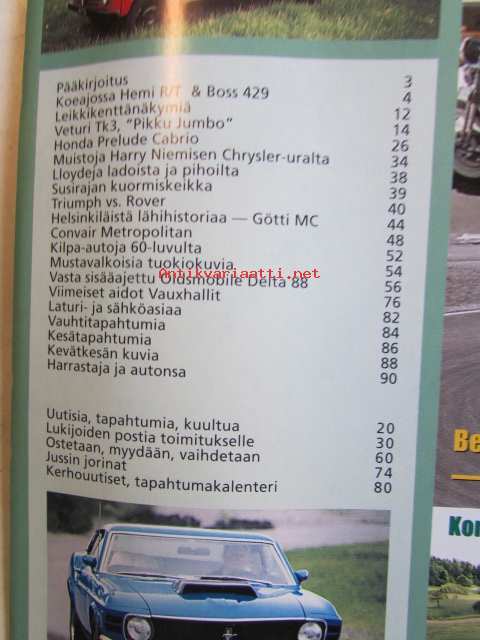 Pääkirjoitus 3
Koeajossa Hemi R/T & Boss 429 4
Leikkikenttänäkymiä 12
Veturi Tk3, "Pikku Jumbo" 14
Honda Prelude Cabrio 26
Muistoja Harry Niemisen Chrysler-uralta 34
Lloydeja ladoista ja pihoilta 38
Susirajan kuormiskeikka 39
Triumph vs. Rover 40
Helsinkiläistä lähihistoriaa — Götti MC 44
Convair Metropolitan 48
Kilpa-autoja 60-luvulta 52
Mustavalkoisia tuokiokuvia 54
Vasta sisääajettu Oldsmobile Delta 88 56
Viimeiset aidot Vauxhallit 76
Laturi- ja sähköasiaa 82
Vauhtitapahtumia 84
Kesätapahtumia 86
Kevätkesän kuvia 88
Harrastaja ja autonsa 90
Antikvariaatti.net
Uutisia, tapahtumia, kuultua 20
Lukijoiden postia toimitukselle 30
Ostetaan, myydään, vaihdetaan 60
Jussin jorinat 74
Kerhouutiset, tapahtumakalenteri 80
Be
Kor